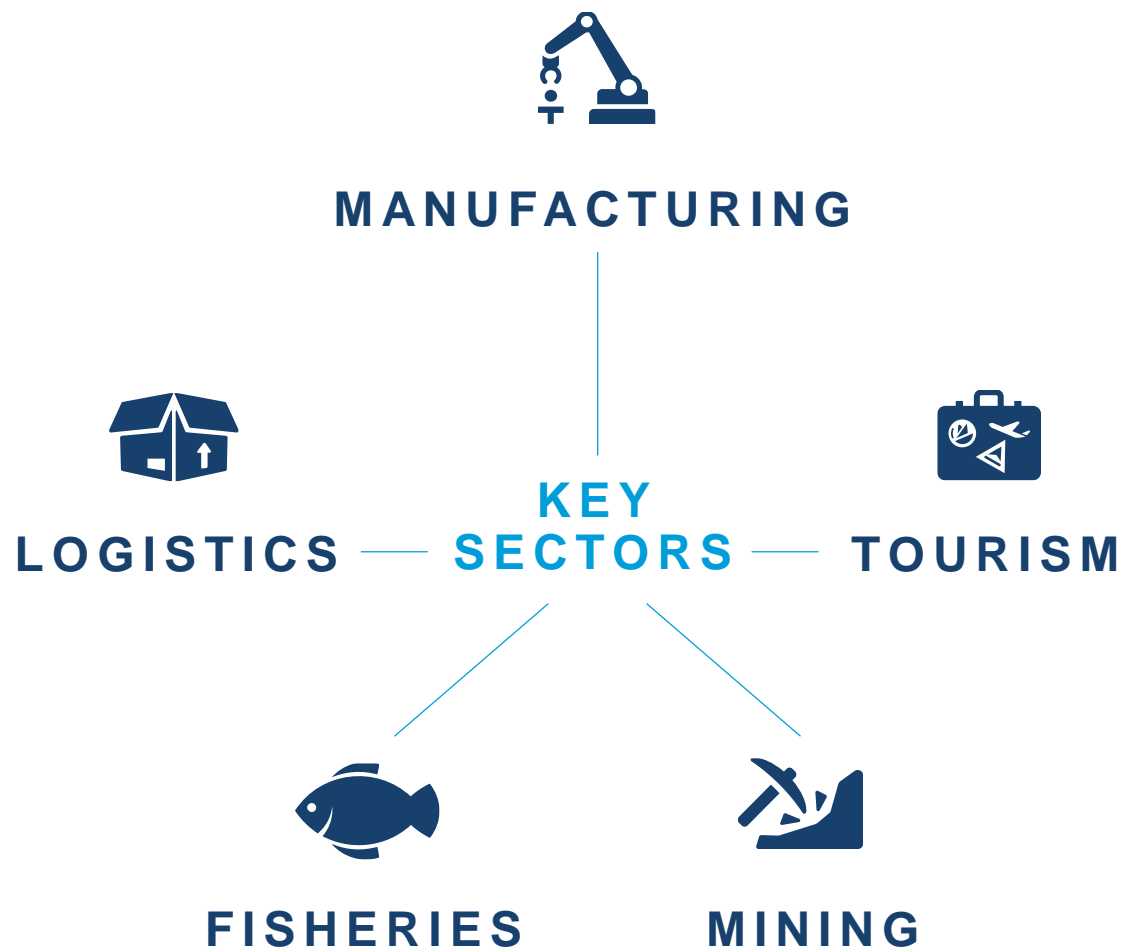 MANUFACTURING
KEY
SECTORS
LOGISTICS
TOURISM
FISHERIES
MINING